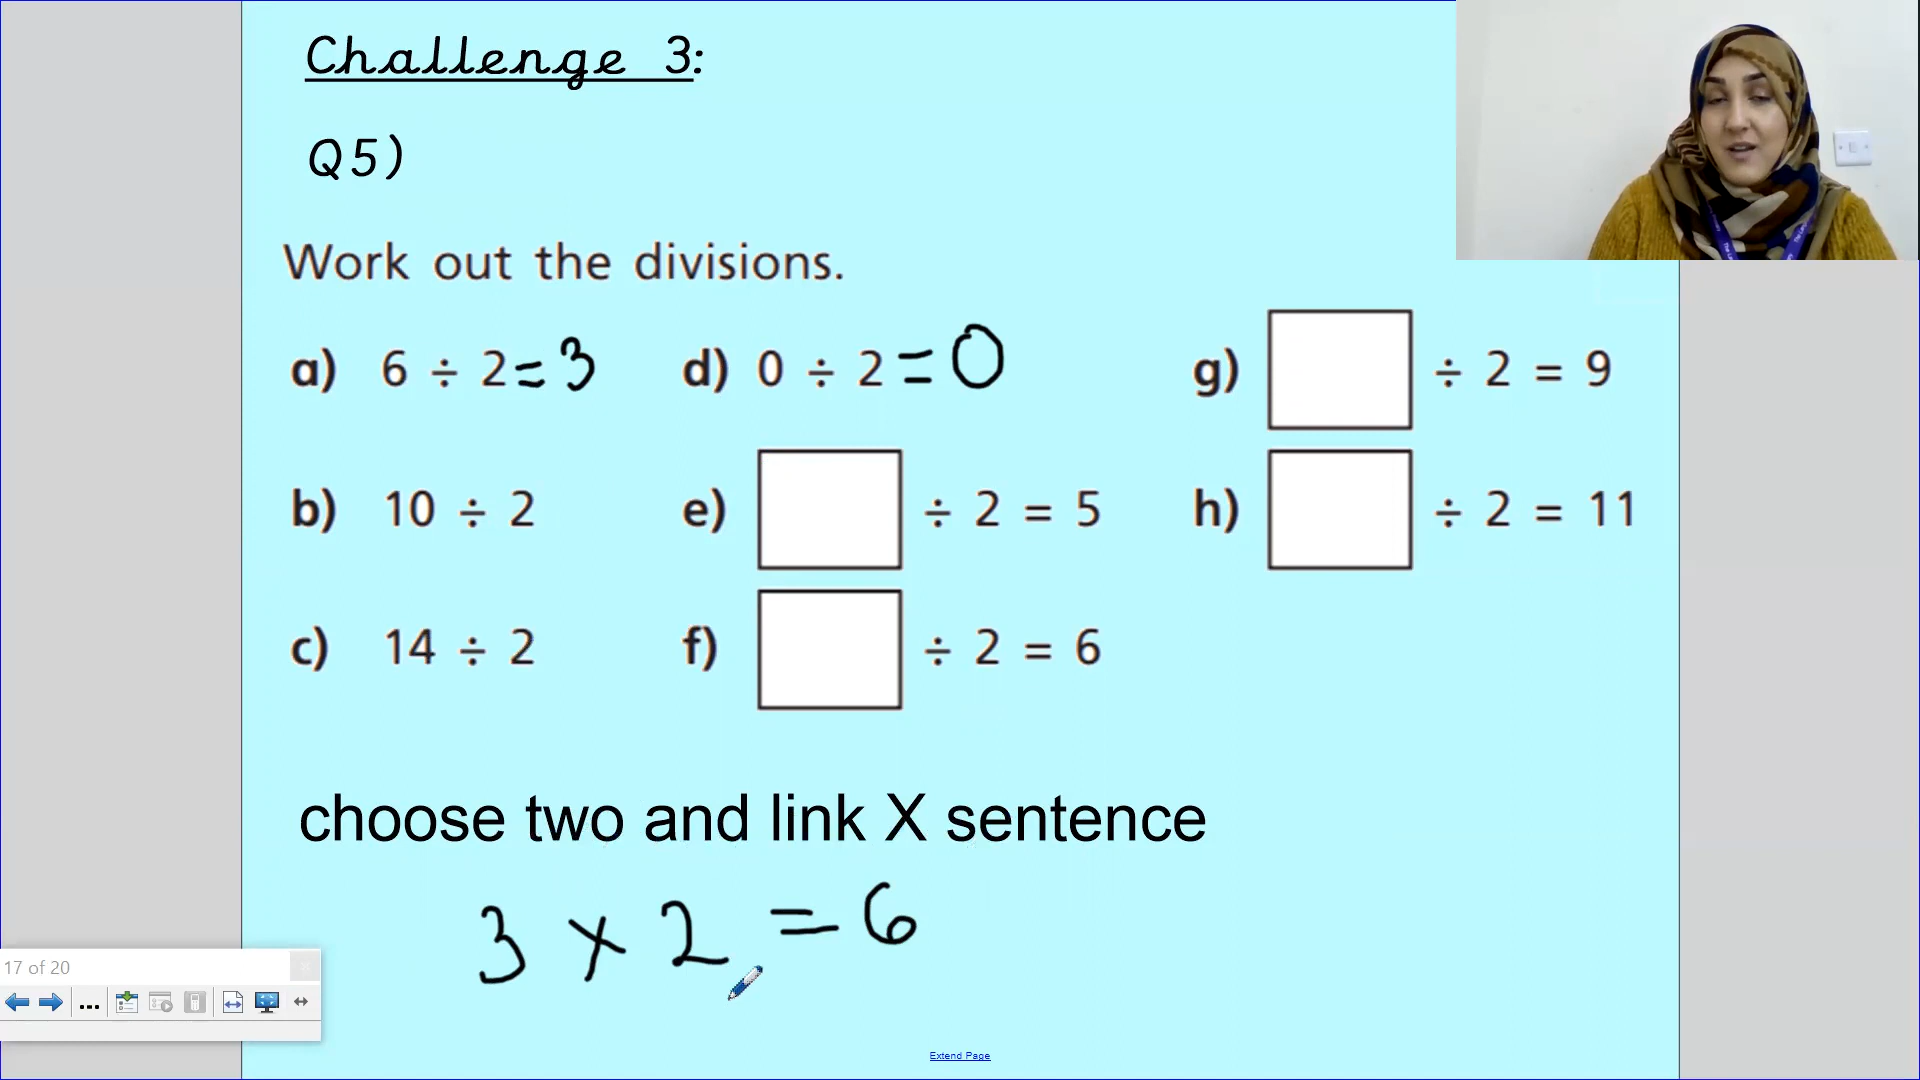 Challenge 3:
Q5)
Work out the divisions.
a) 6 ÷ 2 = 3
d) 0 ÷ 2 = 0
g) ÷ 2 = 9
b) 10 ÷ 2
e) ÷ 2 = 5
h) ÷ 2 = 11
c) 14 ÷ 2
f) ÷ 2 = 6
choose two and link X sentence
3 x 2 = 6
17 of 20
...
Extend Page